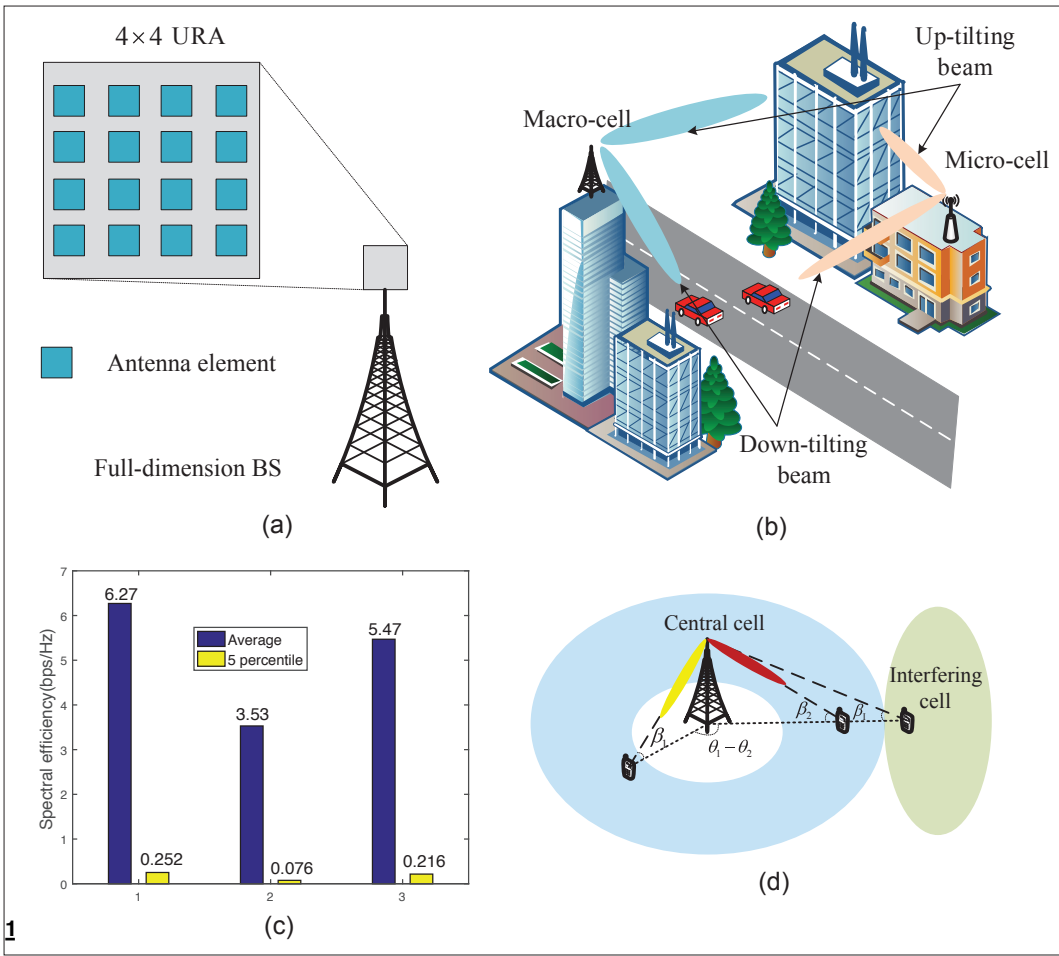 4×4 URA
Antenna element
Full-dimension BS
(a)
Up-tilting
beam
Macro-cell
Micro-cell
Down-tilting
beam
(b)
Spectral efficiency(bps/Hz)
7
6
5
4
3
2
1
0
6.27
0.252
3.53
0.076
5.47
0.216
Average
5 percentile
1
2
3
(c)
Central cell
Interfering
cell
β₁
β₂
β₁
θ₁ − θ₂
(d)
1